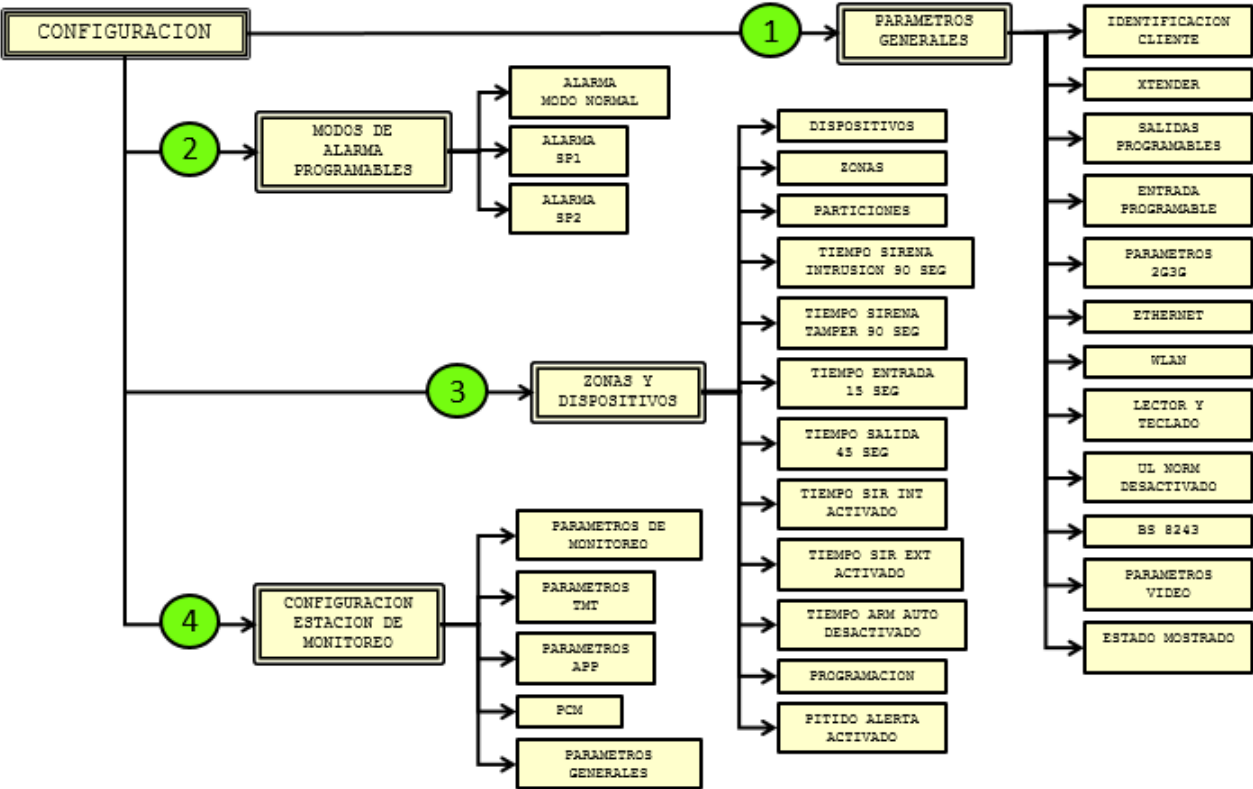 CONFIGURACION
1
PARAMETROS
GENERALES
IDENTIFICACION
CLIENTE
XTENDER
SALIDAS
PROGRAMABLES
ENTRADA
PROGRAMABLE
PARAMETROS
2G3G
ETHERNET
WLAN
LECTOR Y
TECLADO
UL NORM
DESACTIVADO
BS 8243
PARAMETROS
VIDEO
ESTADO MOSTRADO
2
MODOS DE
ALARMA
PROGRAMABLES
ALARMA
MODO NORMAL
ALARMA
SP1
ALARMA
SP2
3
ZONAS Y
DISPOSITIVOS
DISPOSITIVOS
ZONAS
PARTICIONES
TIEMPO SIRENA
INTRUSION 90 SEG
TIEMPO SIRENA
TAMPER 90 SEG
TIEMPO ENTRADA
15 SEG
TIEMPO SALIDA
45 SEG
TIEMPO SIR INT
ACTIVADO
TIEMPO SIR EXT
ACTIVADO
TIEMPO ARM AUTO
DESACTIVADO
PROGRAMACION
PITIDO ALERTA
ACTIVADO
4
CONFIGURACION
ESTACION DE
MONITOREO
PARAMETROS DE
MONITOREO
PARAMETROS
TMT
PARAMETROS
APP
PCM
PARAMETROS
GENERALES